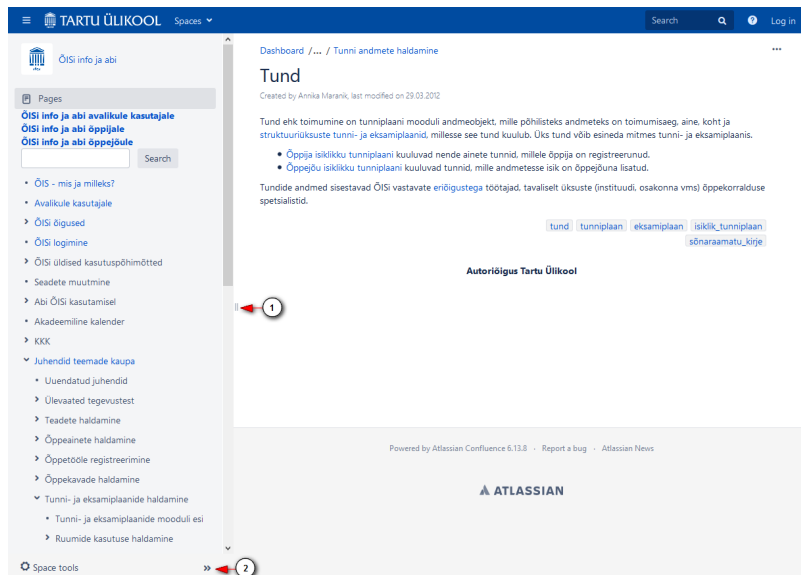 TARTU ÜLIKOOL Spaces Search Log in
ÕISi info ja abi
Pages
ÕISi info ja abi avalikule kasutajale
ÕISi info ja abi õppijale
ÕISi info ja abi õppejõule
Search
ÕIS - mis ja milleks?
Avalikule kasutajale
ÕISi õigused
ÕISi logimine
ÕISi üldised kasutuspõhimõtted
Seadete muutmine
Abi ÕISi kasutamisel
Akadeemiline kalender
KKK
Juhendid teemade kaupa
Uuendatud juhendid
Ülevaated tegevustest
Teadete haldamine
Õppeainete haldamine
Õppetööle registreerimine
Õppekavade haldamine
Tunni- ja eksamiplaanide haldamine
Tunni- ja eksamiplaanide mooduli esi
Ruumide kasutuse haldamine
Space tools
2
1
Dashboard /... / Tunni andmete haldamine
Tund
Created by Annika Maranik, last modified on 29.03.2012
Tund ehk toimumine on tunniplaani mooduli andmeobjekt, mille põhilisteks andmeteks on toimumisaeg, aine, koht ja
struktuuriüksuste tunni- ja eksamiplaanid, millesse see tund kuulub. Üks tund võib esineda mitmes tunni- ja eksamiplaanis.
Õppija isiklikku tunniplaani kuuluvad nende ainete tunnid, millele õppija on registreerunud.
Õppejõu isiklikku tunniplaani kuuluvad tunnid, mille andmetesse isik on õppejõuna lisatud.
Tundide andmed sisestavad ÕISi vastavate eriõigustega töötajad, tavaliselt üksuste (instituudi, osakonna vms) õppekorralduse
spetsialistid.
tund tunniplaan eksamiplaan isiklik_tunniplaan
sõnaraamatu_kirje
Autoriõigus Tartu Ülikool
Powered by Atlassian Confluence 6.13.8 · Report a bug · Atlassian News
ATLASSIAN